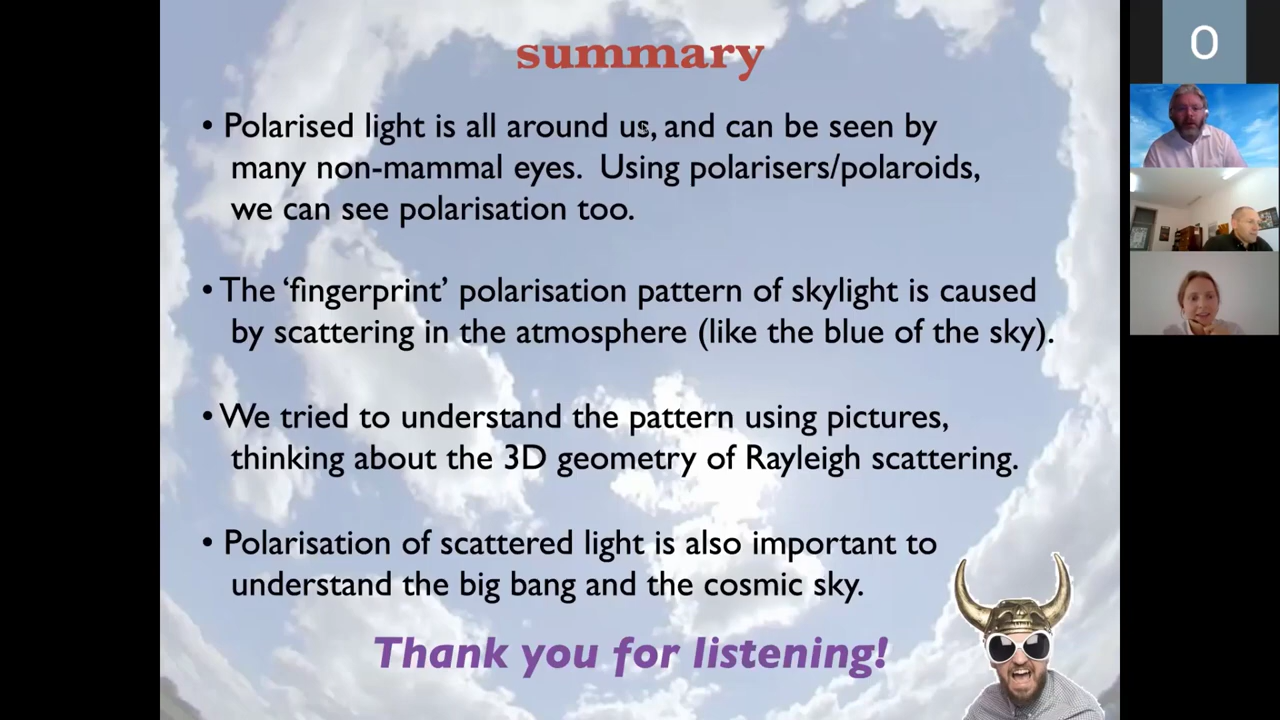 summary
• Polarised light is all around us, and can be seen by
many non-mammal eyes. Using polarisers/polaroids,
we can see polarisation too.
• The ‘fingerprint’ polarisation pattern of skylight is caused
by scattering in the atmosphere (like the blue of the sky).
• We tried to understand the pattern using pictures,
thinking about the 3D geometry of Rayleigh scattering.
• Polarisation of scattered light is also important to
understand the big bang and the cosmic sky.
Thank you for listening!
O